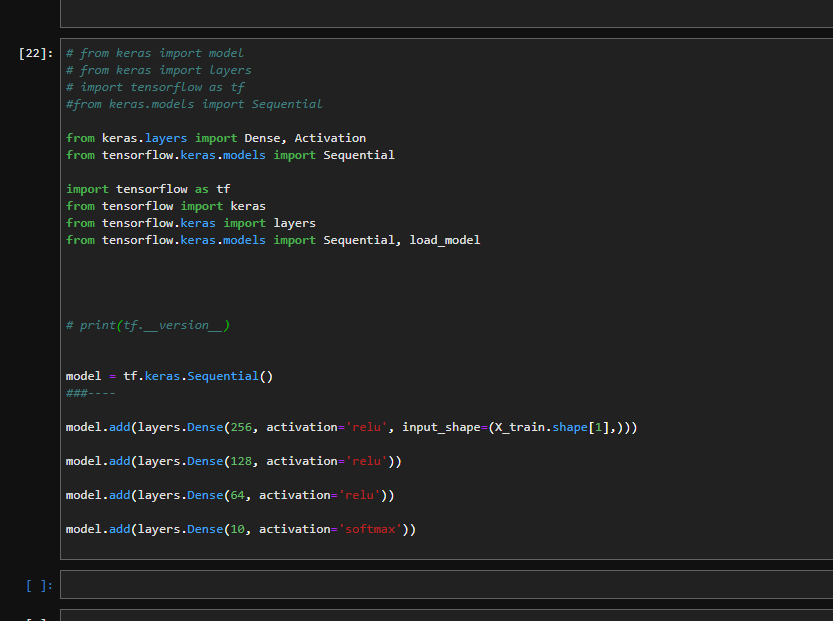 [22]: # from keras import model
# from keras import layers
# import tensorflow as tf
#from keras.models import Sequential
from keras.layers import Dense, Activation
from tensorflow.keras.models import Sequential
import tensorflow as tf
from tensorflow import keras
from tensorflow.keras import layers
from tensorflow.keras.models import Sequential, load_model
# print(tf.__version__)
model = tf.keras.Sequential()
###----
model.add(layers.Dense(256, activation='relu', input_shape=(X_train.shape[1],)))
model.add(layers.Dense(128, activation='relu'))
model.add(layers.Dense(64, activation='relu'))
model.add(layers.Dense(10, activation='softmax'))
[ ]: